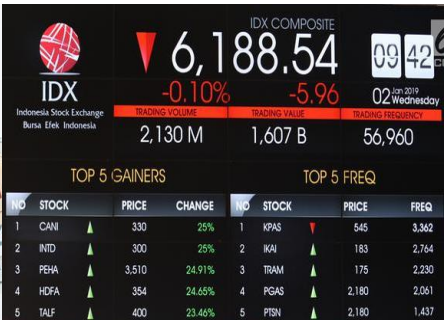 IDX
Indonesia Stock Exchange
Bursa Efek Indonesia
IDX COMPOSITE
6,188.54
-0.10% -5.96
09 42
02 Jan 2019 Wednesday
TRADING VOLUME TRADING VALUE TRADING FREQUENCY
2,130 M 1,607 B 56,960
TOP 5 GAINERS
NO STOCK PRICE CHANGE
1 CANI 330 25%
2 INTD 300 25%
3 PEHA 3,510 24.91%
4 HDFA 354 24.65%
5 TALF 400 23.46%
TOP 5 FREQ
NO STOCK PRICE FREQ
1 KPAS 545 3,362
2 IKAI 183 2,764
3 TRAM 175 2,230
4 PGAS 2,180 2,061
5 PTSN 2,180 1,437